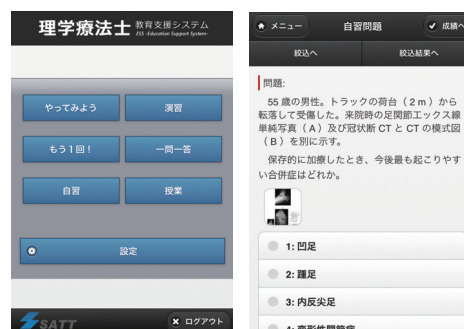 理学療法士 教育支援システム
ESS -Education Support System-
やってみよう
演習
もう1回!
一問一答
自習
授業
設定
SATT
ログアウト
メニュー
自習問題
成績へ
絞込へ
絞込結果へ
問題:
55 歳の男性。トラックの荷台(2 m)から
転落して受傷した。来院時の足関節エックス線
単純写真(A)及び冠状断 CT と CT の模式図
(B)を別に示す。
保存的に加療したとき、今後最も起こりやす
い合併症はどれか。
1: 凹足
2: 踵足
3: 内反尖足
4: 変形性関節症